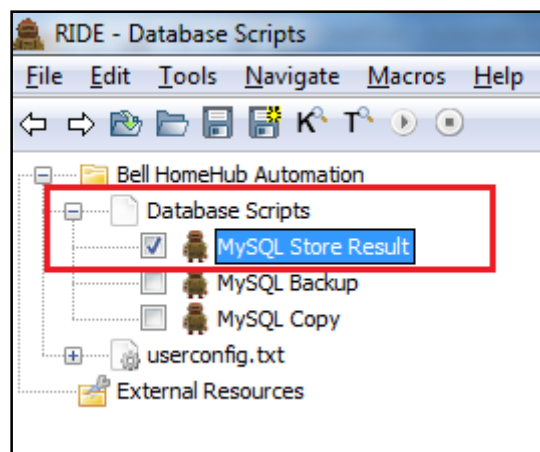 RIDE - Database Scripts
File Edit Tools Navigate Macros Help
K T
Bell HomeHub Automation
Database Scripts
MySQL Store Result
MySQL Backup
MySQL Copy
userconfig.txt
External Resources